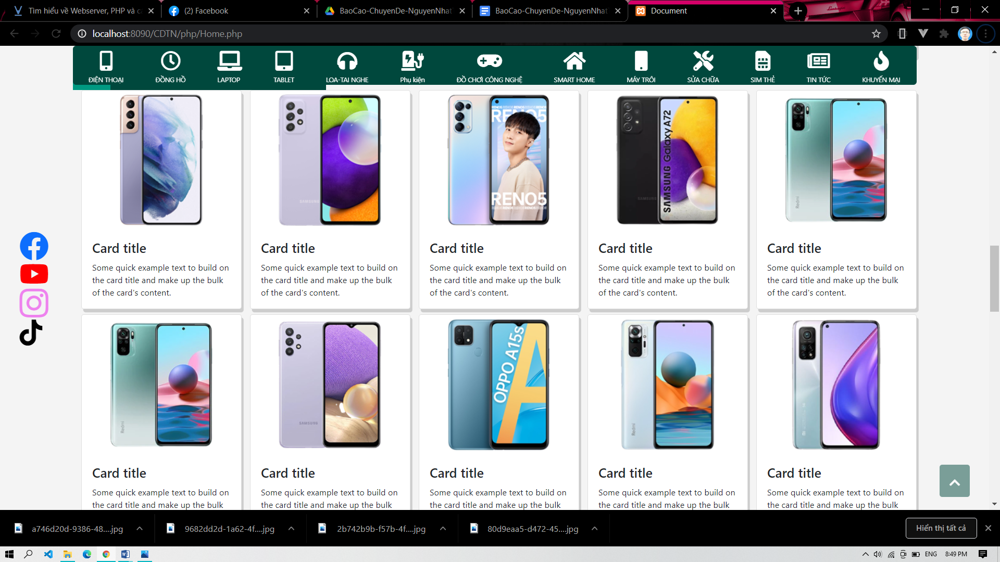 Tìm hiểu về Webserver, PHP và c
(2) Facebook
BaoCao-ChuyenDe-NguyenNhat
BaoCao-ChuyenDe-NguyenNhat
Document
localhost:8090/CDTN/php/Home.php
ĐIỆN THOẠI
ĐỒNG HỒ
LAPTOP
TABLET
LOA-TAI NGHE
Phụ kiện
ĐỒ CHƠI CÔNG NGHỆ
SMART HOME
MÁY TRÔI
SỬA CHỮA
SIM THẺ
TIN TỨC
KHUYẾN MẠI
SAMSUNG
RENO5
RENO5
SAMSUNG
SAMSUNG Galaxy A72
Redmi
Card title
Some quick example text to build on
the card title and make up the bulk
of the card's content.
Card title
Some quick example text to build on
the card title and make up the bulk
of the card's content.
Card title
Some quick example text to build on
the card title and make up the bulk
of the card's content.
Card title
Some quick example text to build on
the card title and make up the bulk
of the card's content.
Card title
Some quick example text to build on
the card title and make up the bulk
of the card's content.
Redmi
SAMSUNG
OPPO A15s
Redmi
Card title
Some quick example text to build on
the card title and make up the bulk
Card title
Some quick example text to build on
the card title and make up the bulk
Card title
Some quick example text to build on
the card title and make up the bulk
Card title
Some quick example text to build on
the card title and make up the bulk
Card title
Some quick example text to build on
the card title and make up the bulk
a746d20d-9386-48....jpg
9682dd2d-1a62-4f....jpg
2b742b9b-f57b-4f....jpg
80d9eaa5-d472-45....jpg
Hiển thị tất cả
ENG
8:49 PM